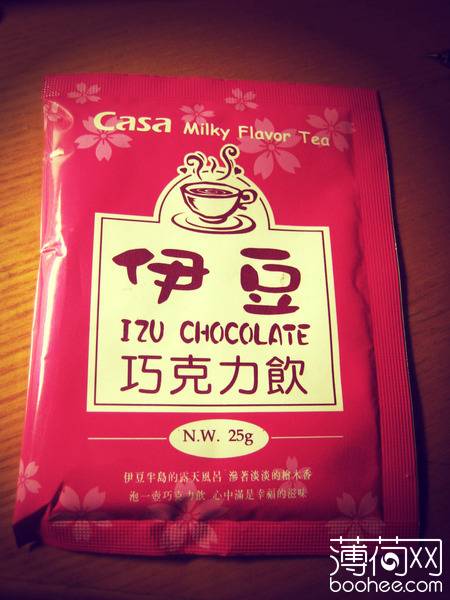 Casa Milky Flavor Tea
伊豆
IZU CHOCOLATE
巧克力飲
N.W. 25g
伊豆半島的露天風呂 滲著淡淡的檜木香
泡一壺巧克力飲 心中滿是幸福的滋味
薄荷网
boohee.com